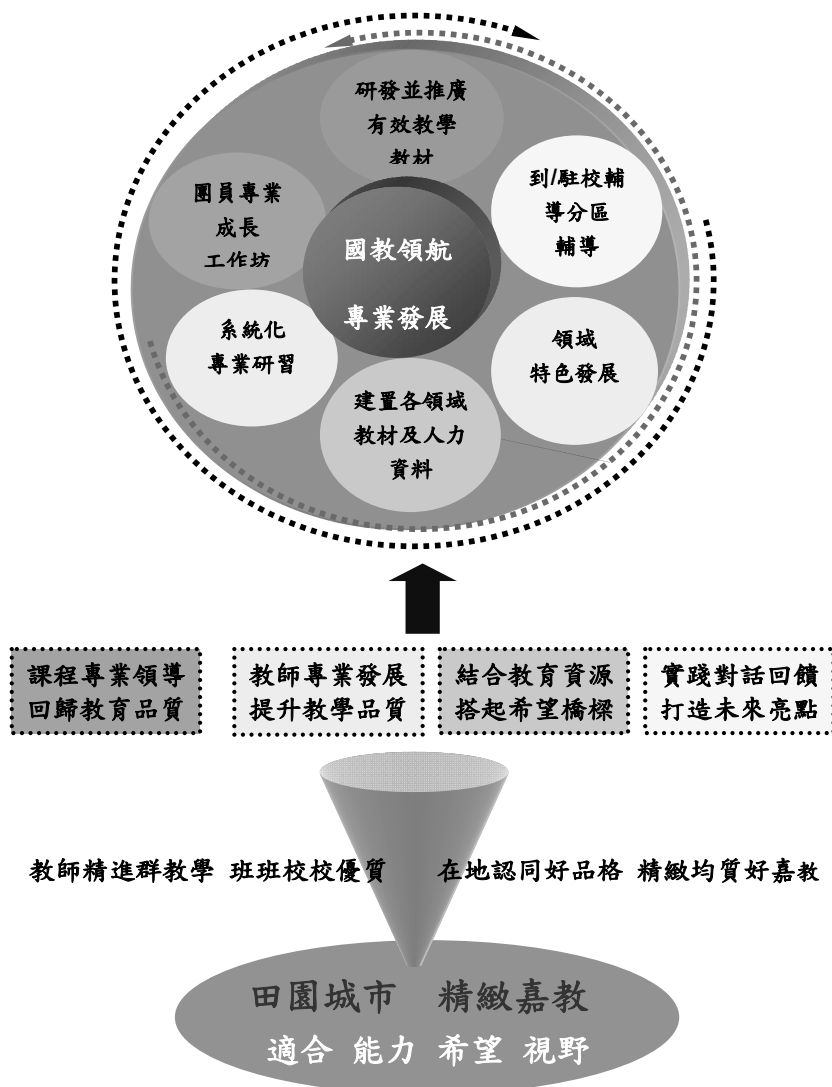 研發並推廣
有效教學
教材
到/駐校輔
導分區
輔導
團員專業
成長
工作坊
國教領航
專業發展
系統化
專業研習
領域
特色發展
建置各領域
教材及人力
資料
課程專業領導
回歸教育品質
教師專業發展
提升教學品質
結合教育資源
搭起希望橋樑
實踐對話回饋
打造未來亮點
教師精進群教學 班班校校優質 在地認同好品格 精緻均質好嘉教
田園城市 精緻嘉教
適合 能力 希望 視野